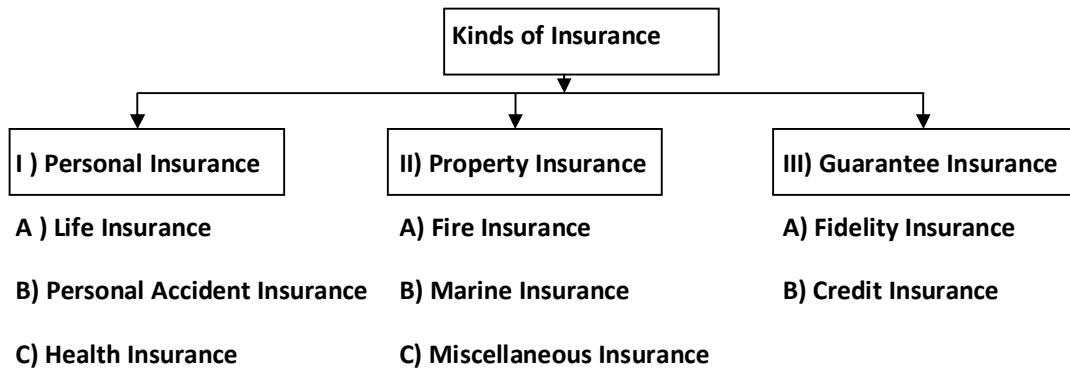 Kinds of Insurance
I ) Personal Insurance
A ) Life Insurance
B) Personal Accident Insurance
C) Health Insurance
II) Property Insurance
A) Fire Insurance
B) Marine Insurance
C) Miscellaneous Insurance
III) Guarantee Insurance
A) Fidelity Insurance
B) Credit Insurance